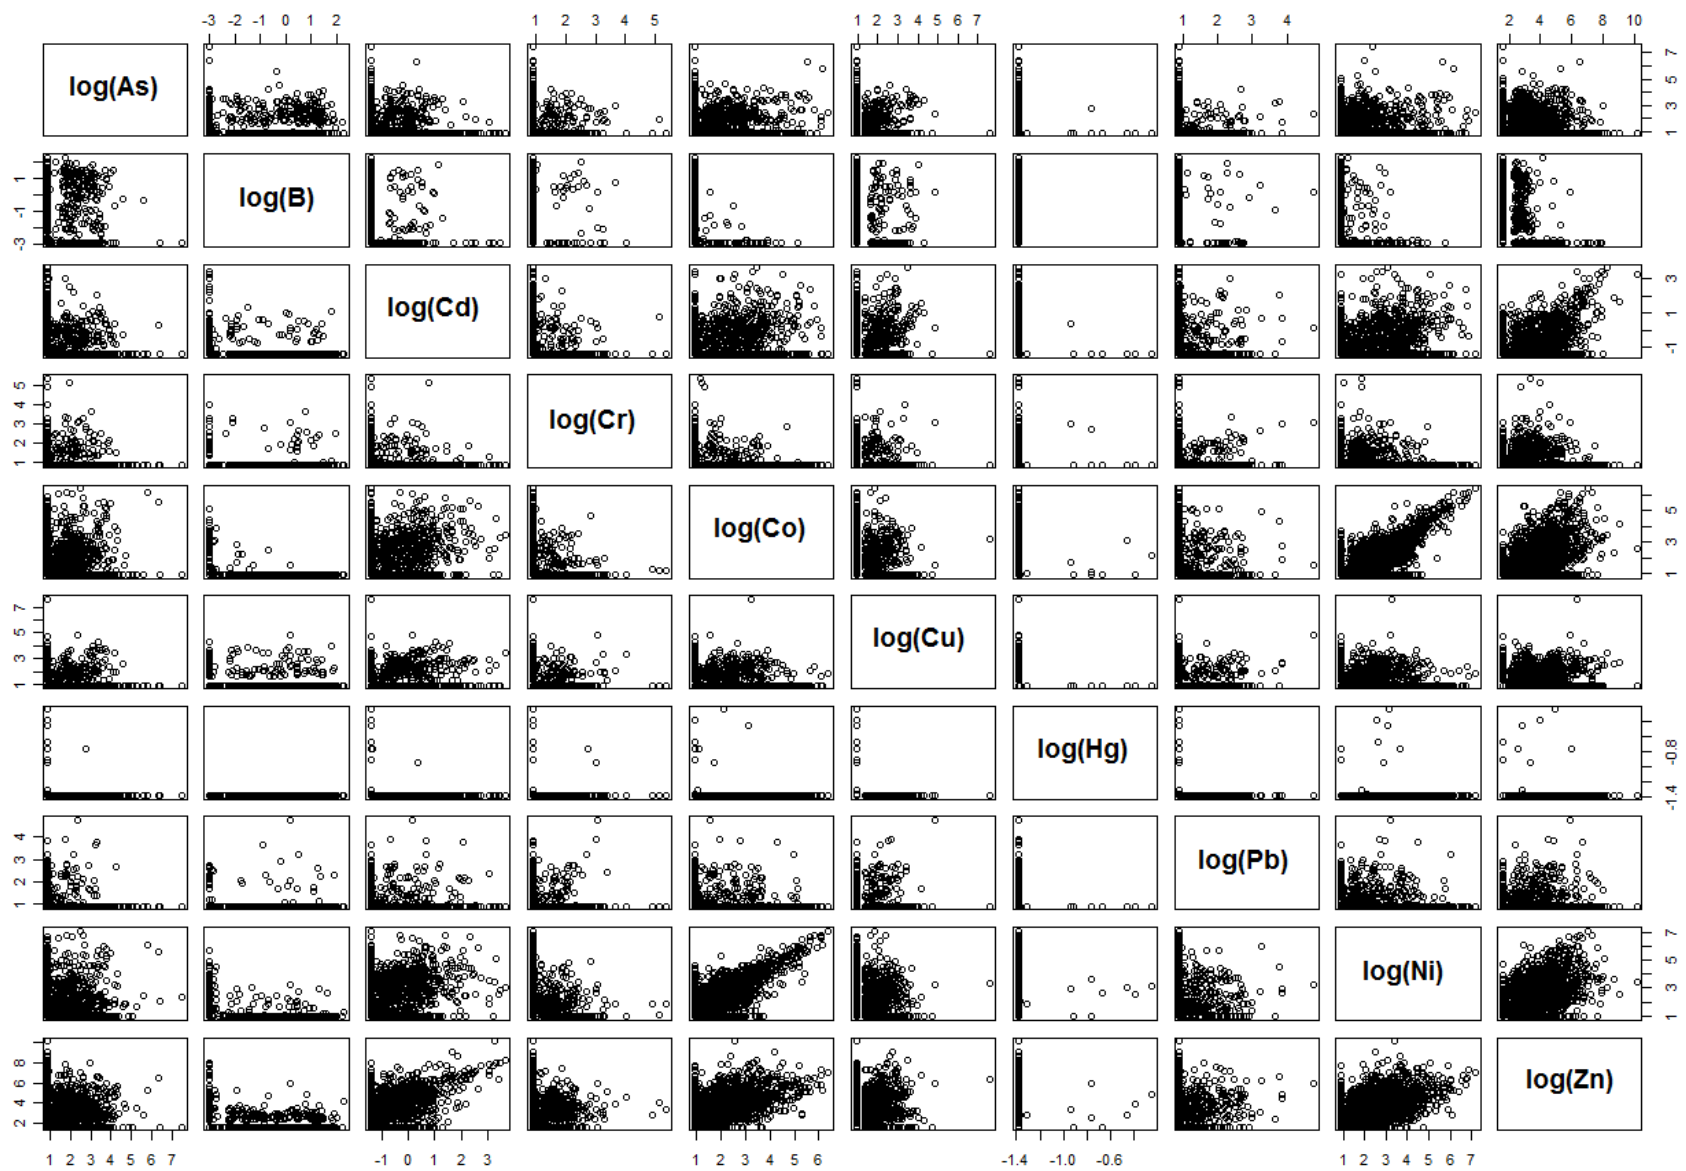 -3 -2 -1 0 1 2
1 2 3 4 5
1 2 3 4 5 6 7
1 2 3 4
2 4 6 8 10
log(As)
1 3 5 7
-3 -1 1
log(B)
log(Cd)
-1 1 3
1 2 3 4 5
log(Cr)
log(Co)
1 3 5
1 3 5 7
log(Cu)
log(Hg)
-1.4 -0.8
1 2 3 4
log(Pb)
log(Ni)
1 3 5 7
2 4 6 8
log(Zn)
1 2 3 4 5 6 7
-1 0 1 2 3
1 2 3 4 5 6
-1.4 -1.0 -0.6
1 2 3 4 5 6 7